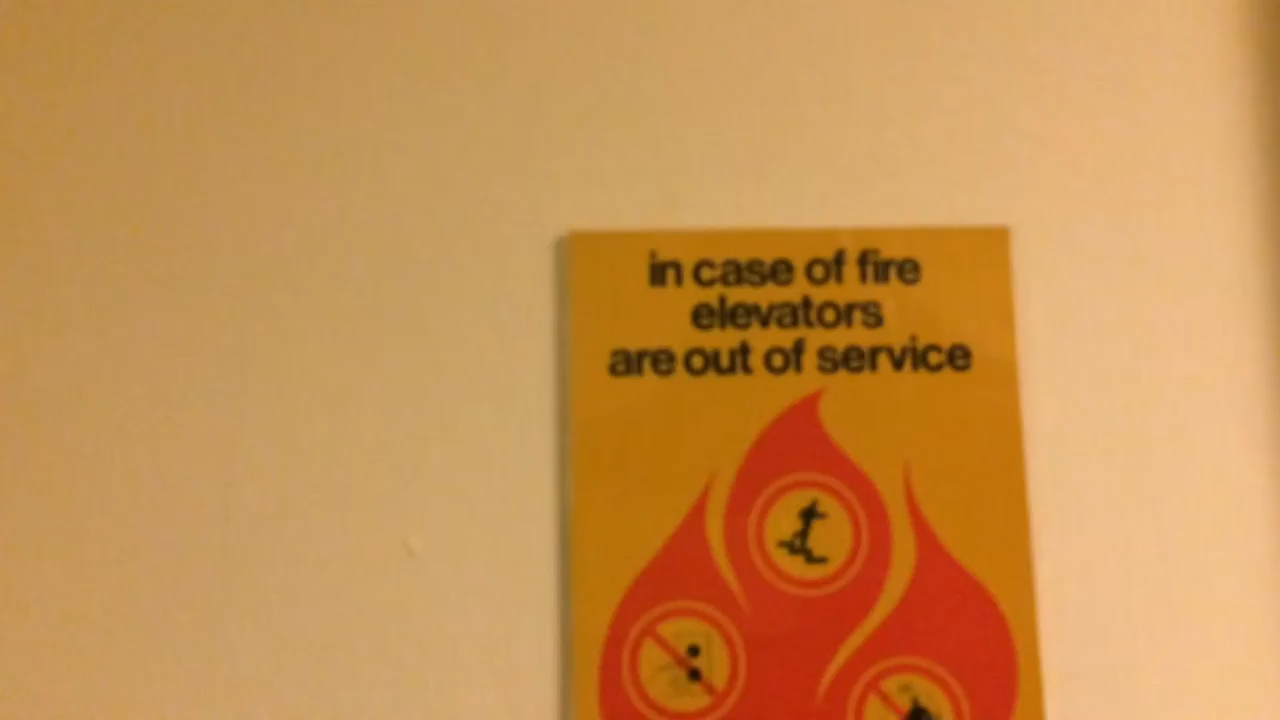 in case of fire
elevators
are out of service